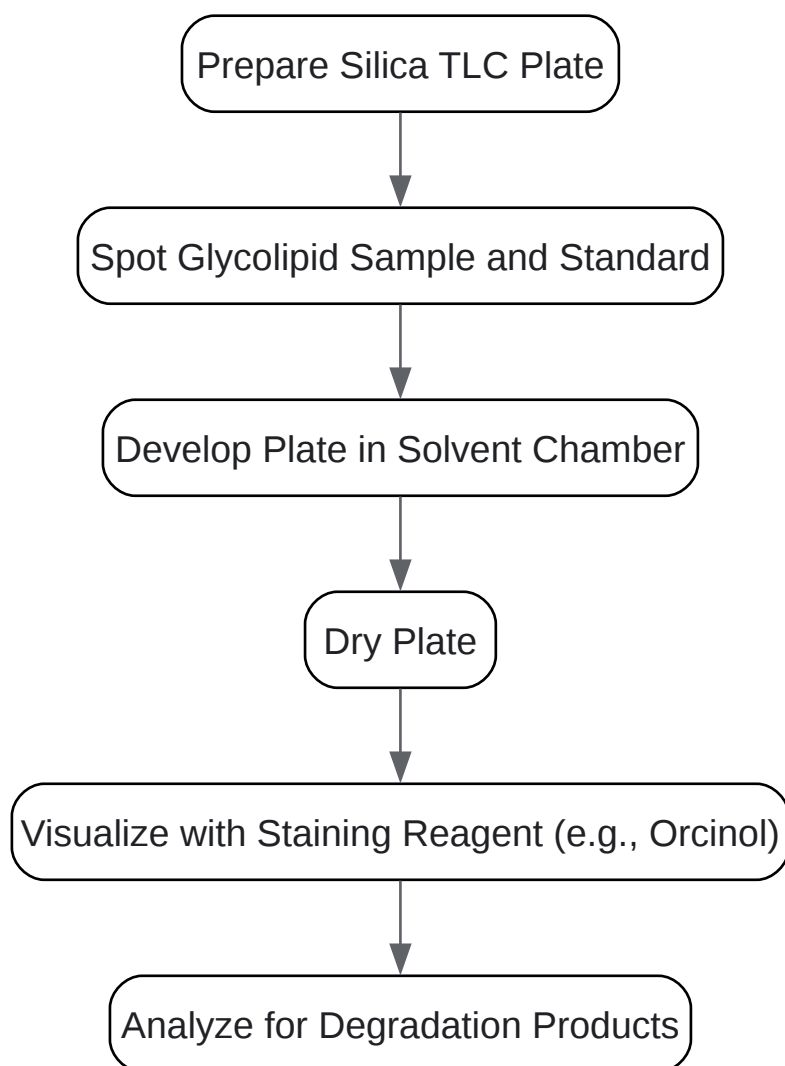 Prepare Silica TLC Plate
Spot Glycolipid Sample and Standard
Develop Plate in Solvent Chamber
Dry Plate
Visualize with Staining Reagent (e.g., Orcinol)
Analyze for Degradation Products